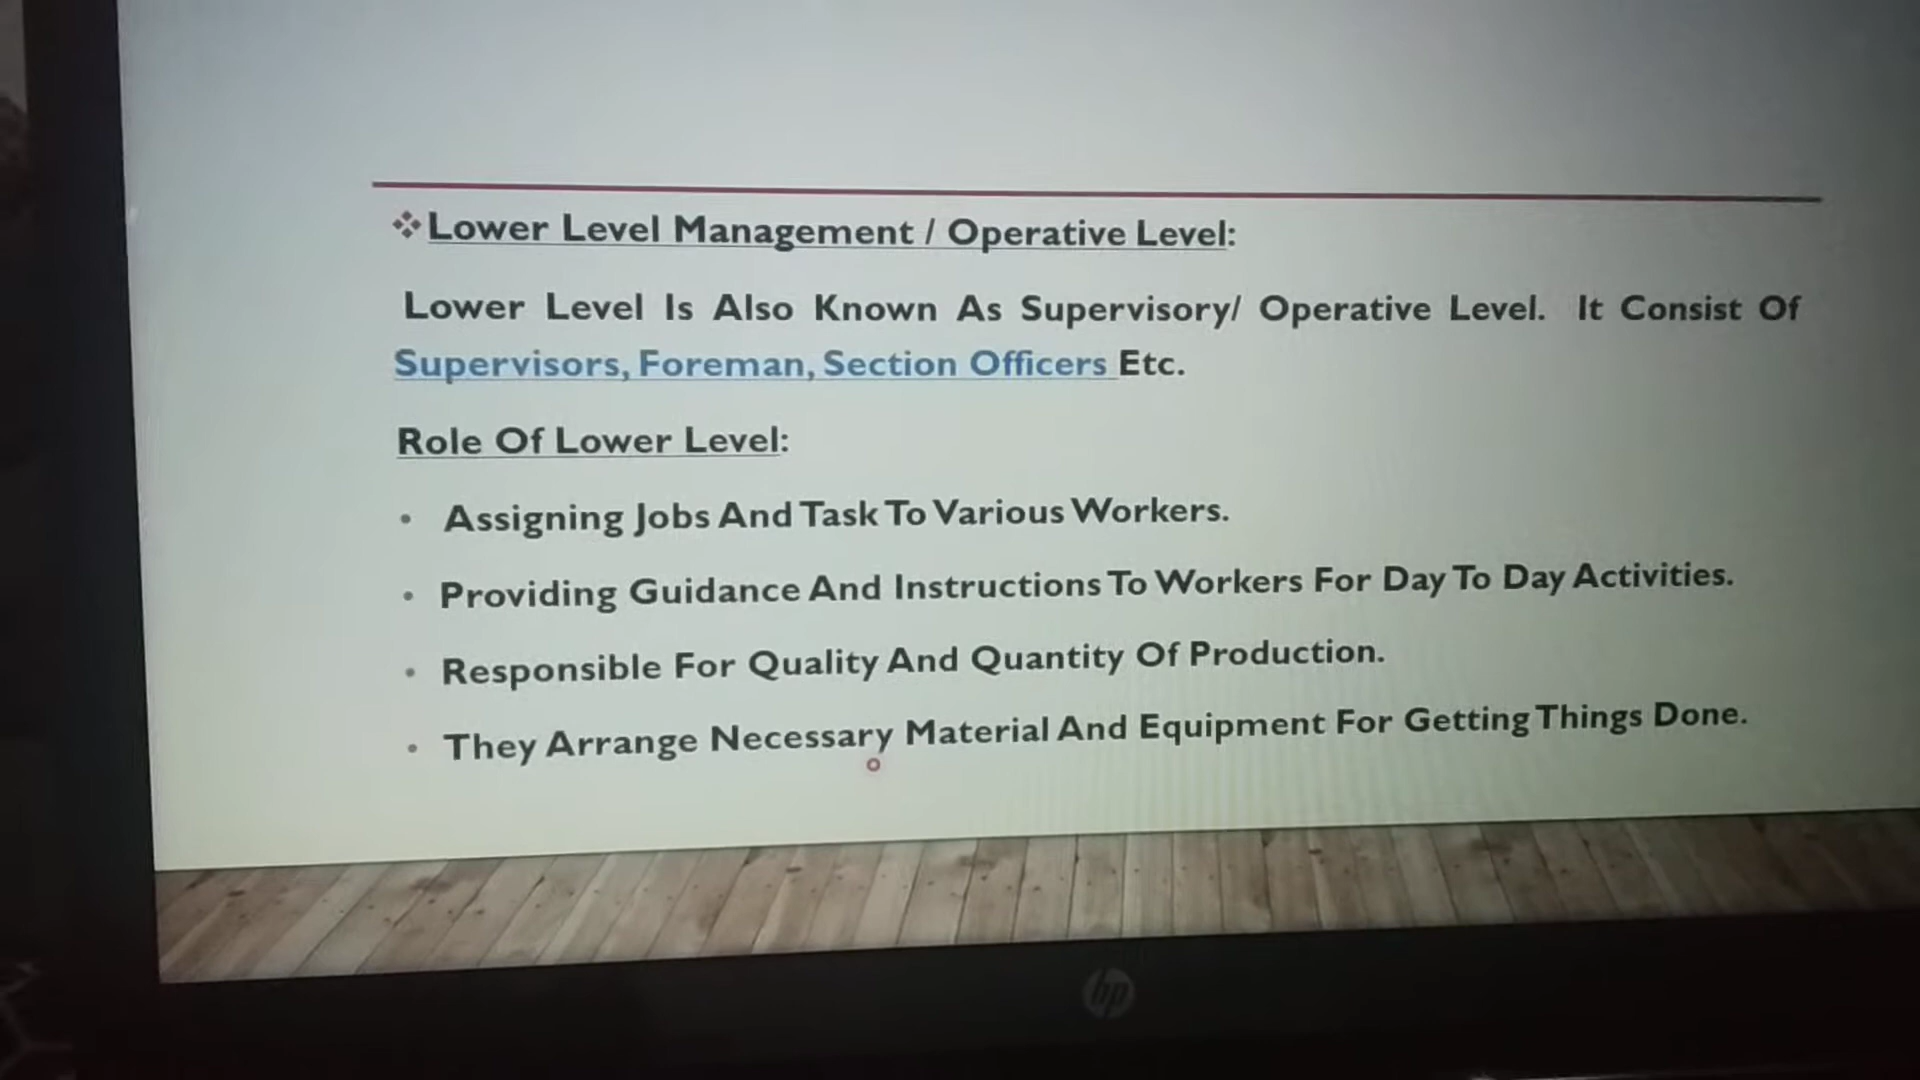 Lower Level Management / Operative Level:
Lower Level Is Also Known As Supervisory/ Operative Level. It Consist Of
Supervisors, Foreman, Section Officers Etc.
Role Of Lower Level:
• Assigning Jobs And Task To Various Workers.
• Providing Guidance And Instructions To Workers For Day To Day Activities.
• Responsible For Quality And Quantity Of Production.
• They Arrange Necessary Material And Equipment For Getting Things Done.
hp